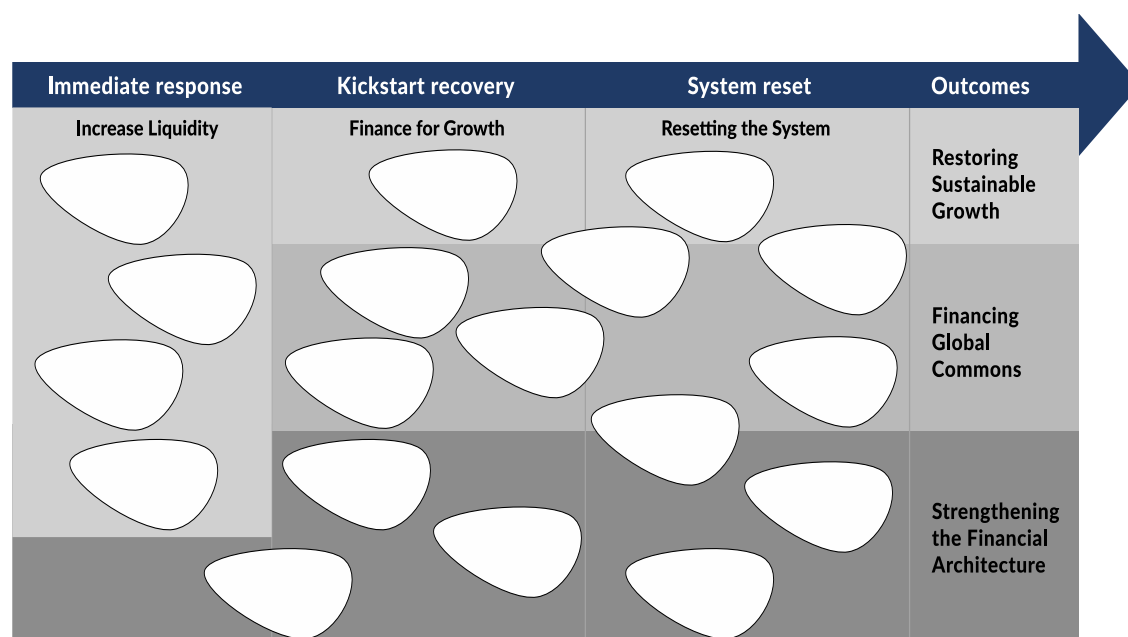 Immediate response
Kickstart recovery
System reset
Outcomes
Increase Liquidity
Finance for Growth
Resetting the System
Restoring
Sustainable
Growth
Financing
Global
Commons
Strengthening
the Financial
Architecture